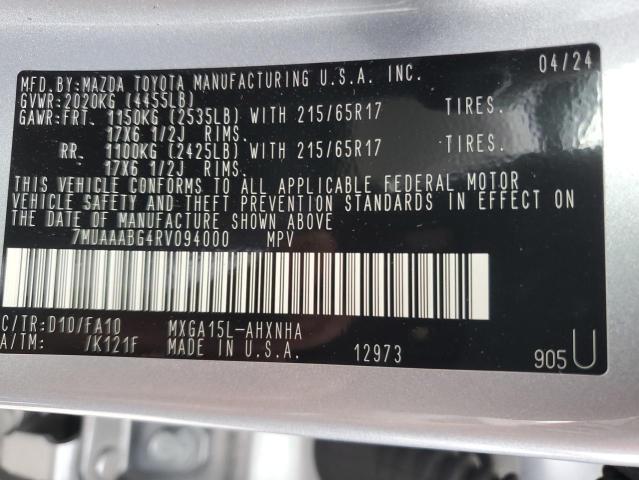 MFD.BY:MAZDA TOYOTA MANUFACTURING U.S.A. INC. 04/24
GVWR:2020KG (4455LB)
GAWR:FRT. 1150KG (2535LB) WITH 215/65R17 TIRES.
17X6 1/2J RIMS.
RR. 1100KG (2425LB) WITH 215/65R17 TIRES.
17X6 1/2J RIMS.
THIS VEHICLE CONFORMS TO ALL APPLICABLE FEDERAL MOTOR
VEHICLE SAFETY AND THEFT PREVENTION STANDARDS IN EFFECT ON
THE DATE OF MANUFACTURE SHOWN ABOVE.
7MUAAABG4RV094000 MPV
C/TR:D10/FA10 MXGA15L-AHXNHA
A/TM: /K121F MADE IN U.S.A. 12973 905U